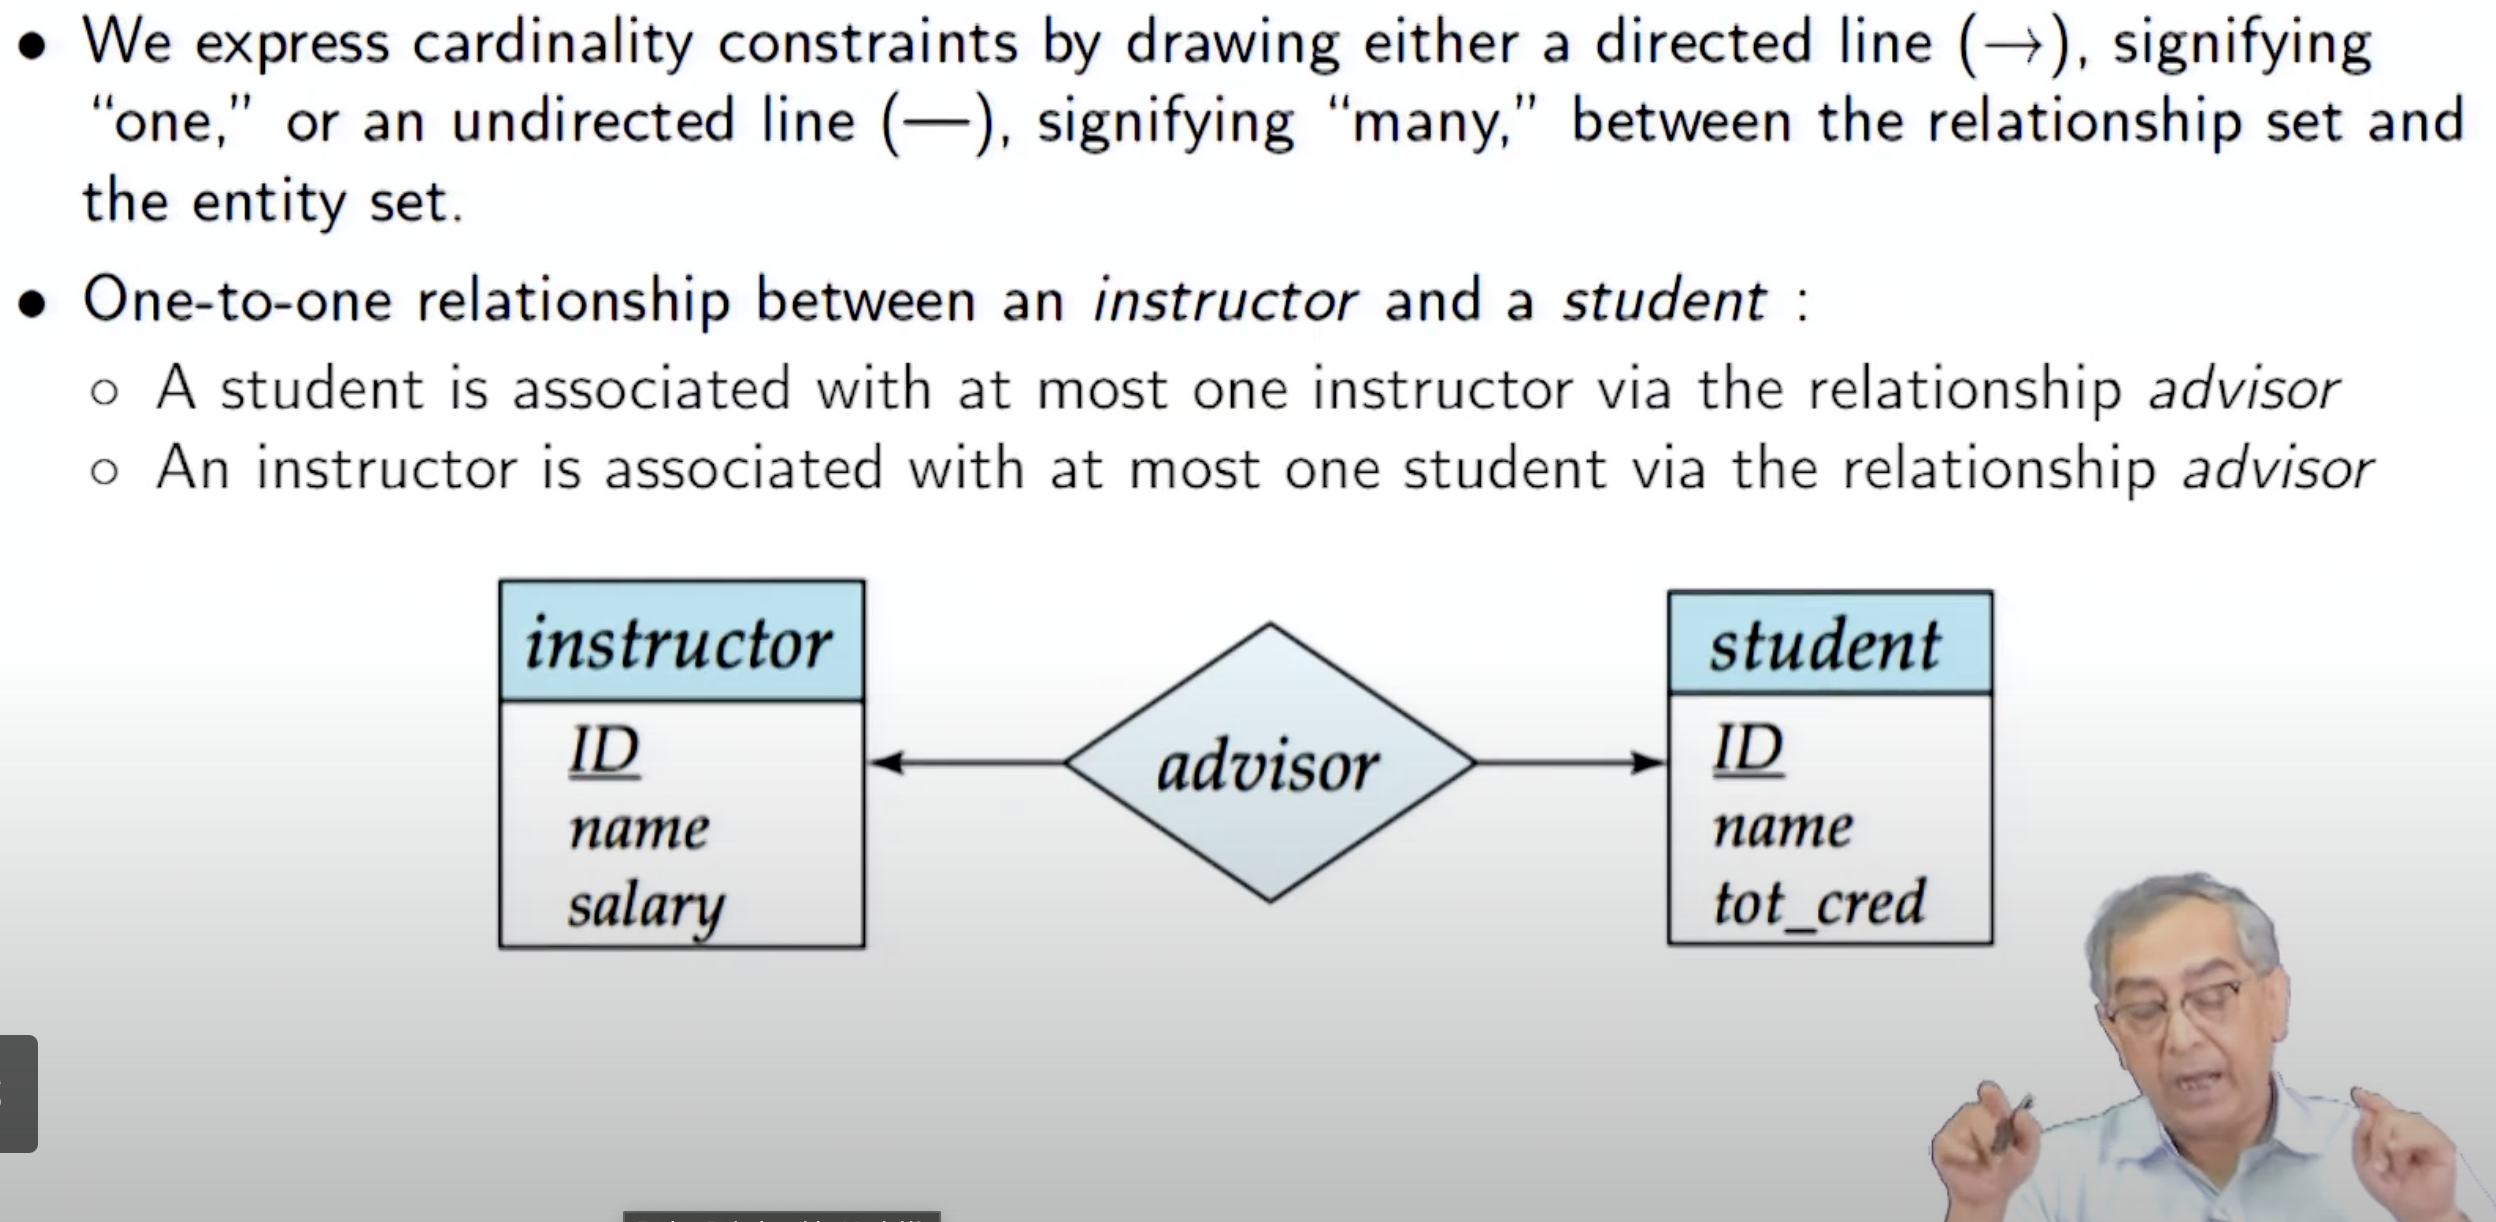 • We express cardinality constraints by drawing either a directed line (→), signifying
“one,” or an undirected line (—), signifying “many,” between the relationship set and
the entity set.
• One-to-one relationship between an instructor and a student :
◦ A student is associated with at most one instructor via the relationship advisor
◦ An instructor is associated with at most one student via the relationship advisor
instructor
ID
name
salary
advisor
student
ID
name
tot_cred